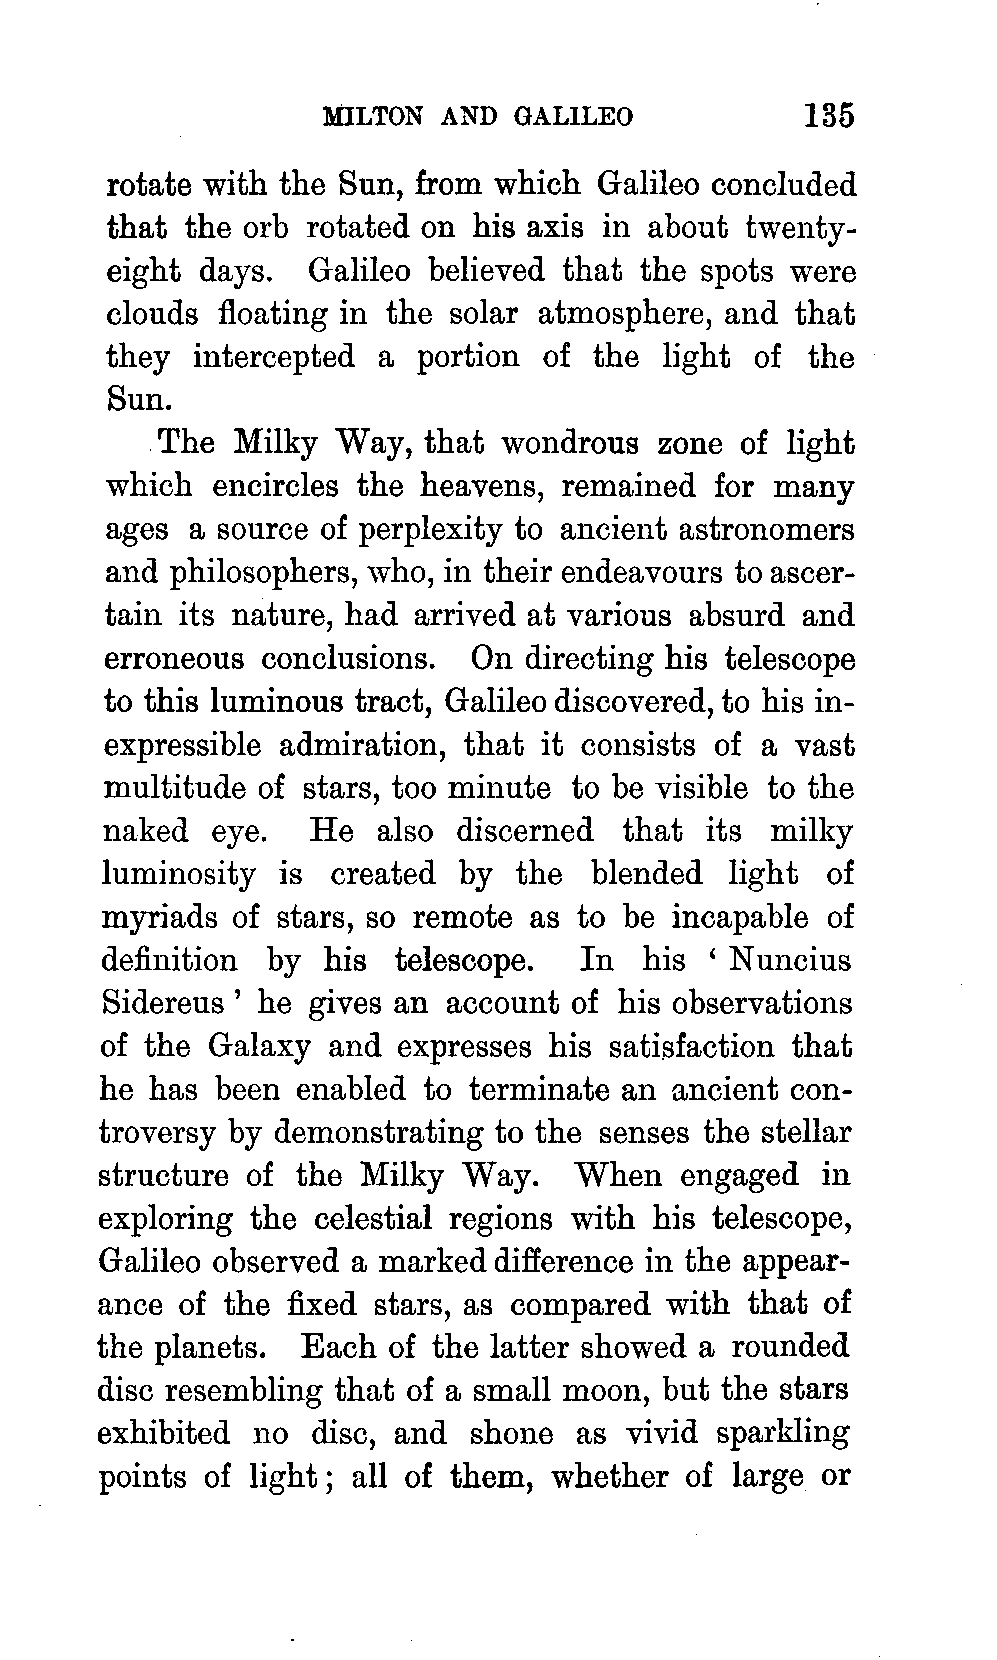 MILTON AND GALILEO 135
rotate with the Sun, from which Galileo concluded
that the orb rotated on his axis in about twenty-
eight days. Galileo believed that the spots were
clouds floating in the solar atmosphere, and that
they intercepted a portion of the light of the
Sun.
The Milky Way, that wondrous zone of light
which encircles the heavens, remained for many
ages a source of perplexity to ancient astronomers
and philosophers, who, in their endeavours to ascer-
tain its nature, had arrived at various absurd and
erroneous conclusions. On directing his telescope
to this luminous tract, Galileo discovered, to his in-
expressible admiration, that it consists of a vast
multitude of stars, too minute to be visible to the
naked eye. He also discerned that its milky
luminosity is created by the blended light of
myriads of stars, so remote as to be incapable of
definition by his telescope. In his ‘ Nuncius
Sidereus ’ he gives an account of his observations
of the Galaxy and expresses his satisfaction that
he has been enabled to terminate an ancient con-
troversy by demonstrating to the senses the stellar
structure of the Milky Way. When engaged in
exploring the celestial regions with his telescope,
Galileo observed a marked difference in the appear-
ance of the fixed stars, as compared with that of
the planets. Each of the latter showed a rounded
disc resembling that of a small moon, but the stars
exhibited no disc, and shone as vivid sparkling
points of light ; all of them, whether of large or